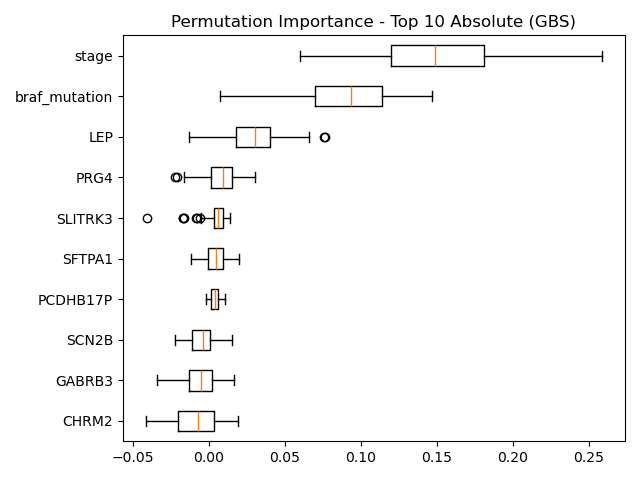 Permutation Importance - Top 10 Absolute (GBS)
stage
braf_mutation
LEP
PRG4
SLITRK3
SFTPA1
PCDHB17P
SCN2B
GABRB3
CHRM2
−0.05 0.00 0.05 0.10 0.15 0.20 0.25